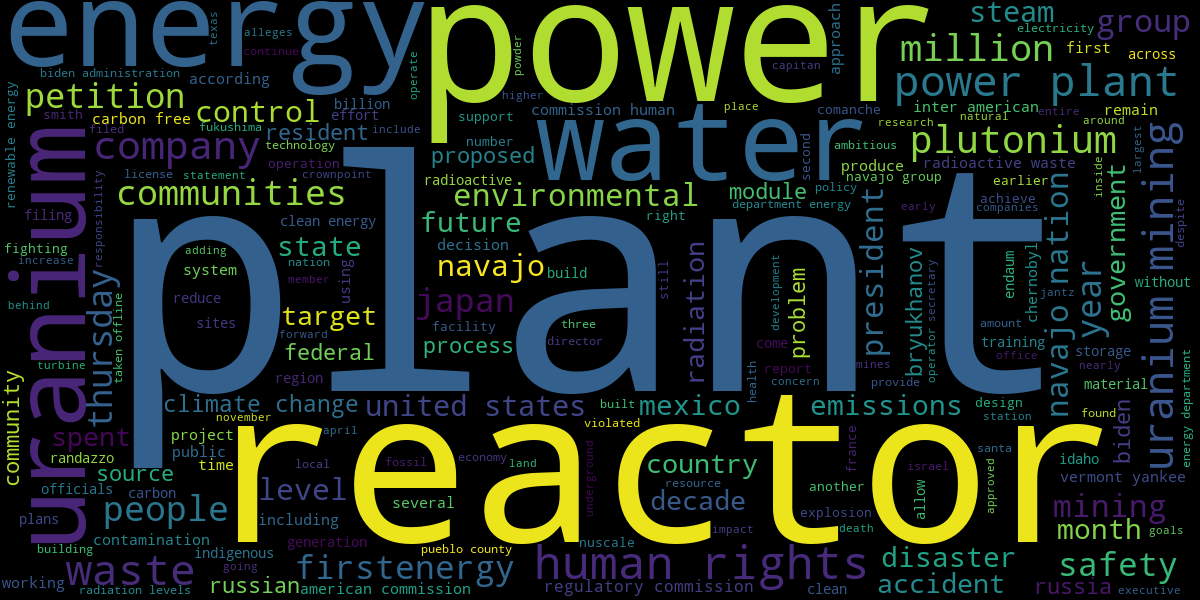 energy
power
texas
alleges
continue
biden administration
according
operate
powder
capitan
approach
steam
electricity
group
million
first
across
power plant
renewable energy
petition
smith
carbon free
filed
control
fukushima
billion
effort
resident
include
higher
commission human
place
support
number
proposed
water
comanche
inter american
remain
research
natural
entire
around
plutonium
largest
uranium
company
technology
operation
crownpoint
license
statement
radioactive
second
ambitious
produce
navajo group
radioactive waste
earlier
inside
uranium mining
communities
environmental
module
policy
department energy
achieve
companies
early
filing
responsibility
clean energy
future
right
decision
state
nation
fighting
increase
adding
system
member
using
navajo
build
still
radiation
development
problem
president
bryukhanov
operator secretary
endaum
chernobyl
jantz
navajo nation
year
government
without
despite
plant
thursday
taken offline
reduce
sites
behind
target
forward
japan
facility
three
director
federal
process
region
turbine
come
report
concern
health
mines
provide
amount
training
office
storage
nearly
material
energy department
community
climate change
united states
built
mexico
emissions
design
station
found
biden
spent
randazzo
project
public
time
november
april
violated
reactor
source
local
fossil
economy
land
underground
country
resource
france
israel
santa
idaho
vermont yankee
officials
carbon
level
several
decade
another
allow
approved
mining
plans
people
including
impact
explosion
death
month
goals
building
contamination
indigenous
generation
pueblo county
nuscale
disaster
safety
working
waste
going
firstenergy
human rights
accident
radiation levels
russian
american commission
regulatory commission
clean
russia
executive